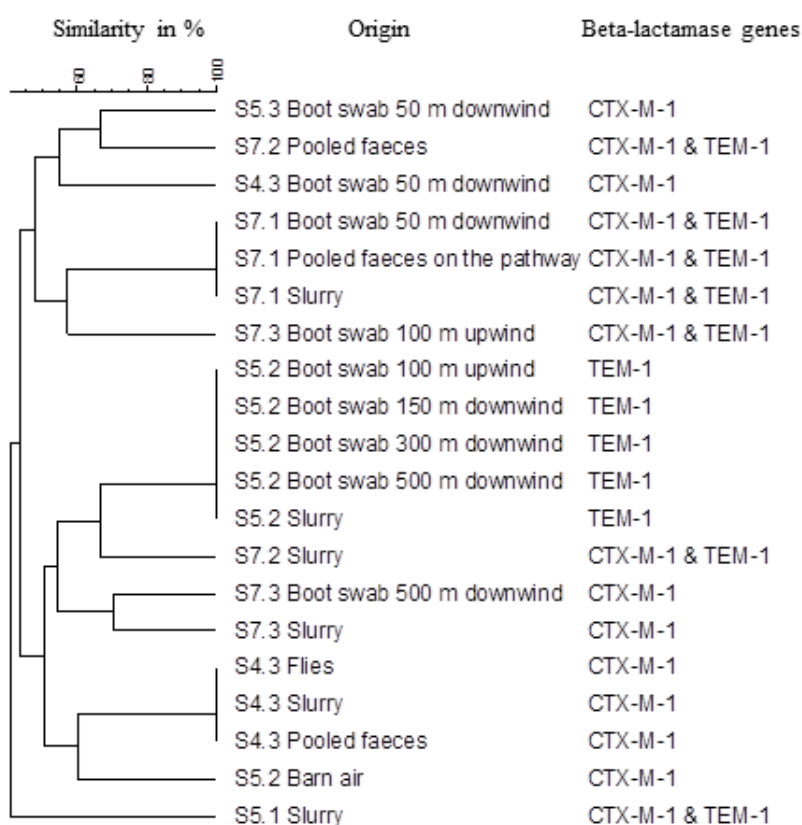 Similarity in % Origin Beta-lactamase genes
60 80 100
S5.3 Boot swab 50 m downwind CTX-M-1
S7.2 Pooled faeces CTX-M-1 & TEM-1
S4.3 Boot swab 50 m downwind CTX-M-1
S7.1 Boot swab 50 m downwind CTX-M-1 & TEM-1
S7.1 Pooled faeces on the pathway CTX-M-1 & TEM-1
S7.1 Slurry CTX-M-1 & TEM-1
S7.3 Boot swab 100 m upwind CTX-M-1 & TEM-1
S5.2 Boot swab 100 m upwind TEM-1
S5.2 Boot swab 150 m downwind TEM-1
S5.2 Boot swab 300 m downwind TEM-1
S5.2 Boot swab 500 m downwind TEM-1
S5.2 Slurry TEM-1
S7.2 Slurry CTX-M-1 & TEM-1
S7.3 Boot swab 500 m downwind CTX-M-1
S7.3 Slurry CTX-M-1
S4.3 Flies CTX-M-1
S4.3 Slurry CTX-M-1
S4.3 Pooled faeces CTX-M-1
S5.2 Barn air CTX-M-1
S5.1 Slurry CTX-M-1 & TEM-1